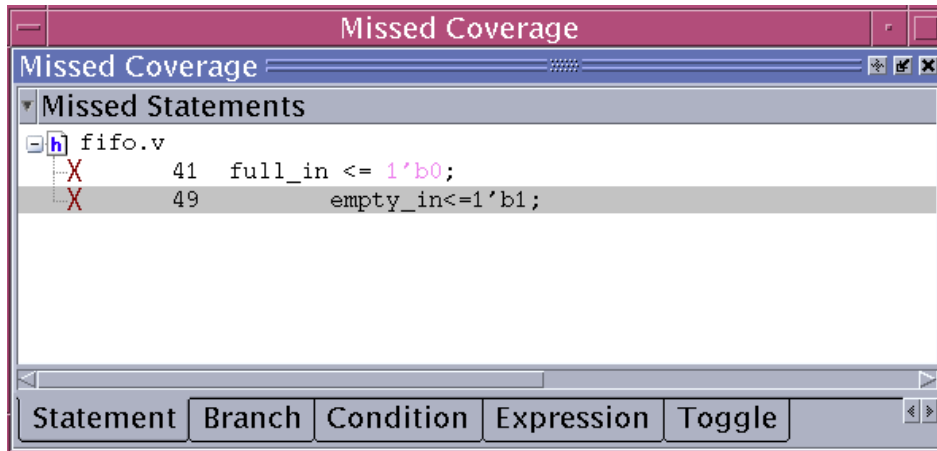 Missed Coverage
Missed Coverage
Missed Statements
h fifo.v
X 41 full_in <= 1'b0;
X 49 empty_in<=1'b1;
Statement Branch Condition Expression Toggle